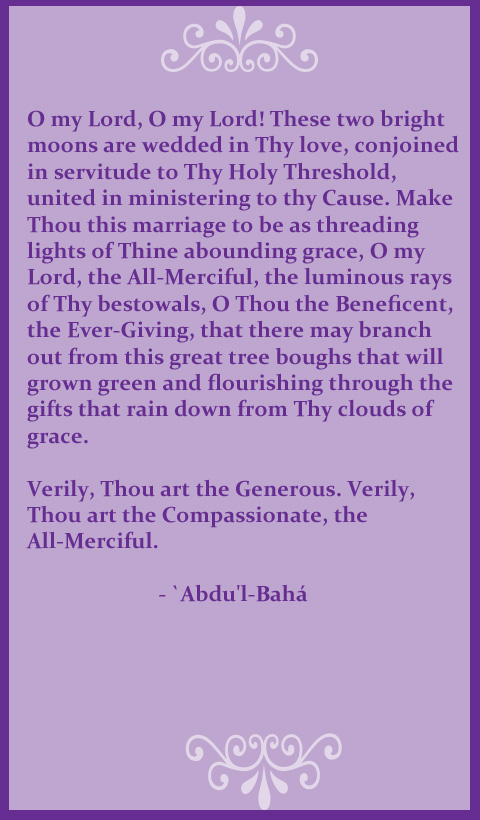 O my Lord, O my Lord! These two bright
moons are wedded in Thy love, conjoined
in servitude to Thy Holy Threshold,
united in ministering to thy Cause. Make
Thou this marriage to be as threading
lights of Thine abounding grace, O my
Lord, the All-Merciful, the luminous rays
of Thy bestowals, O Thou the Beneficent,
the Ever-Giving, that there may branch
out from this great tree boughs that will
grown green and flourishing through the
gifts that rain down from Thy clouds of
grace.
Verily, Thou art the Generous. Verily,
Thou art the Compassionate, the
All-Merciful.
- `Abdu'l-Bahá